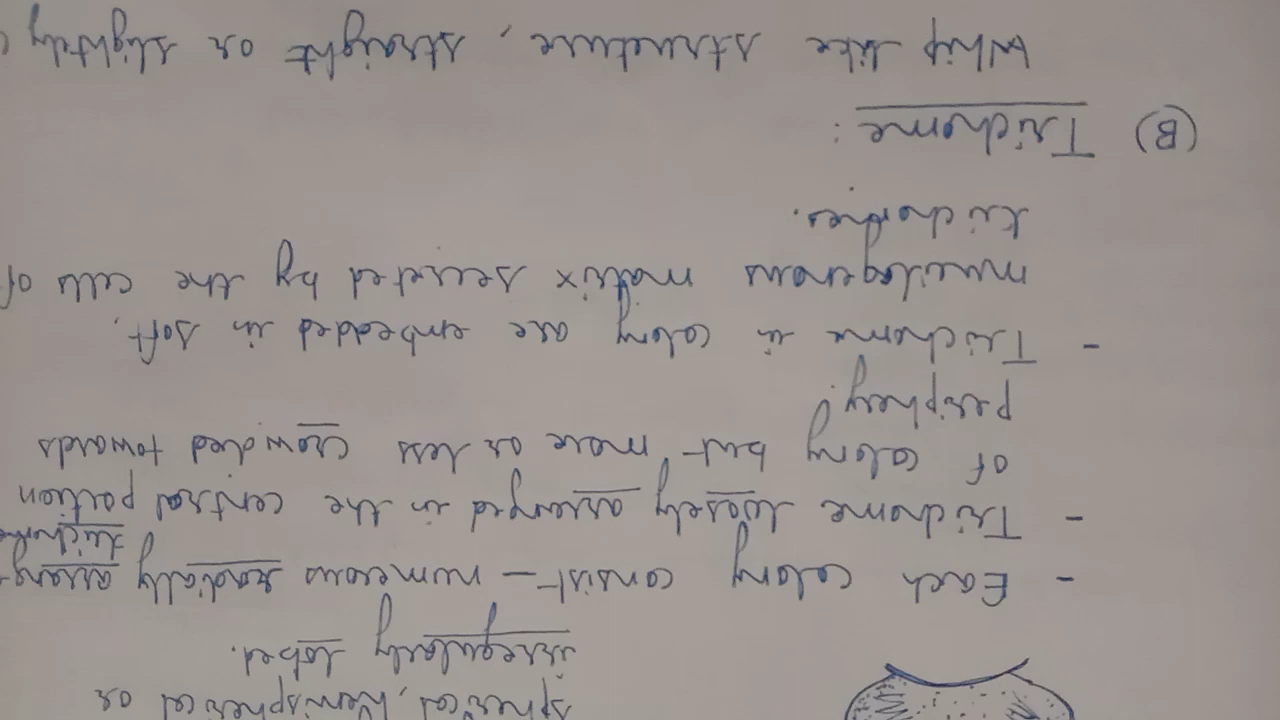 spherical, hemispherical or
irregularly lobed.
- Each colony consist - numerous radially arrang
trichome
- Trichome loosely arranged in the central portion
of colony but more or less crowded towards
periphery.
- Trichome in colony are embedded in soft.
mucilagenous matrix secreted by the cells of
trichomes.
(B) Trichome :
Whip like structure, straight or slightly